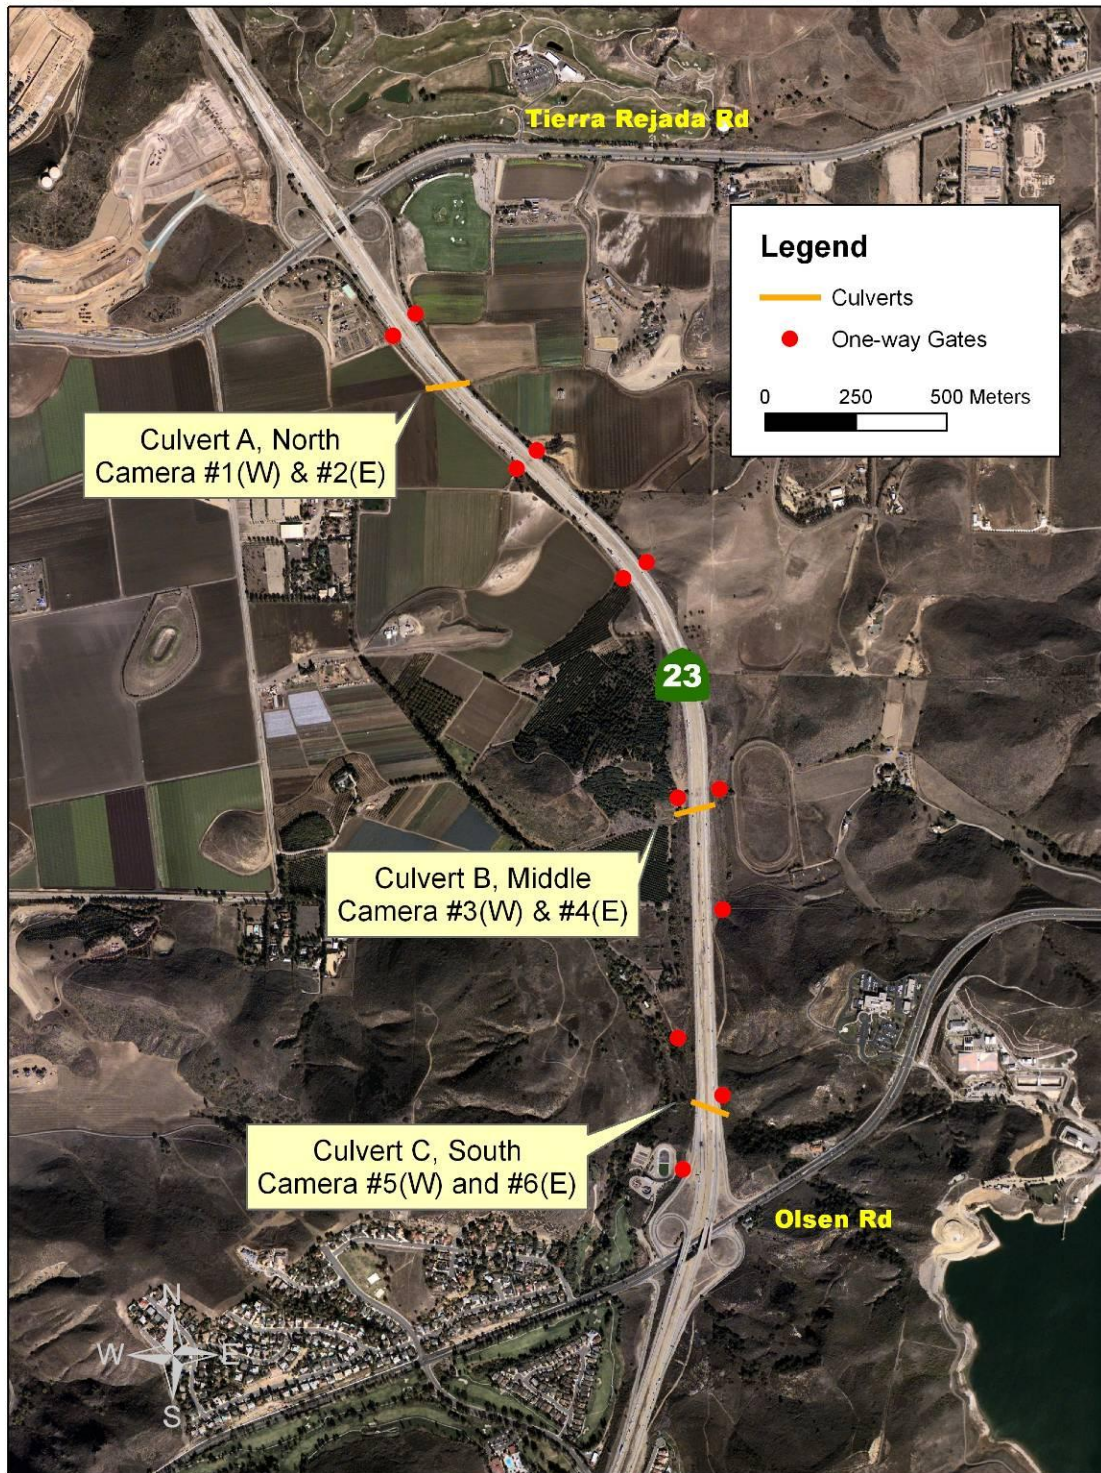 Tierra Rejada Rd
Legend
Culverts
One-way Gates
0 250 500 Meters
Culvert A, North
Camera #1(W) & #2(E)
23
Culvert B, Middle
Camera #3(W) & #4(E)
Culvert C, South
Camera #5(W) and #6(E)
Olsen Rd
N
W E
S